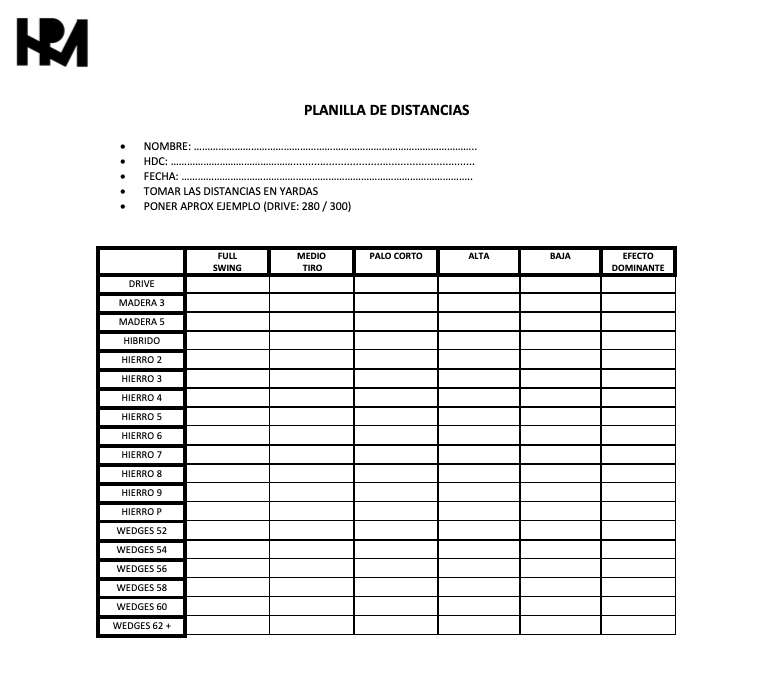 HPM
PLANILLA DE DISTANCIAS
• NOMBRE: ……………………………………………………………………………………………..
• HDC: ……………………………………………………………………………………………………
• FECHA: ……………………………………………………………………………………………….
• TOMAR LAS DISTANCIAS EN YARDAS
• PONER APROX EJEMPLO (DRIVE: 280 / 300)
FULL SWING MEDIO TIRO PALO CORTO ALTA BAJA EFECTO DOMINANTE
DRIVE
MADERA 3
MADERA 5
HIBRIDO
HIERRO 2
HIERRO 3
HIERRO 4
HIERRO 5
HIERRO 6
HIERRO 7
HIERRO 8
HIERRO 9
HIERRO P
WEDGES 52
WEDGES 54
WEDGES 56
WEDGES 58
WEDGES 60
WEDGES 62 +